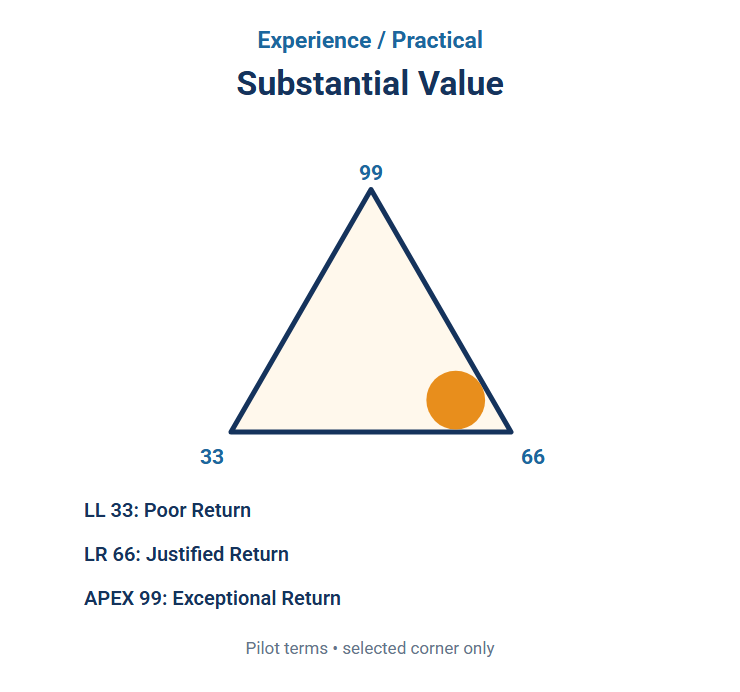 Experience / Practical
Substantial Value
99
33
66
LL 33: Poor Return
LR 66: Justified Return
APEX 99: Exceptional Return
Pilot terms • selected corner only